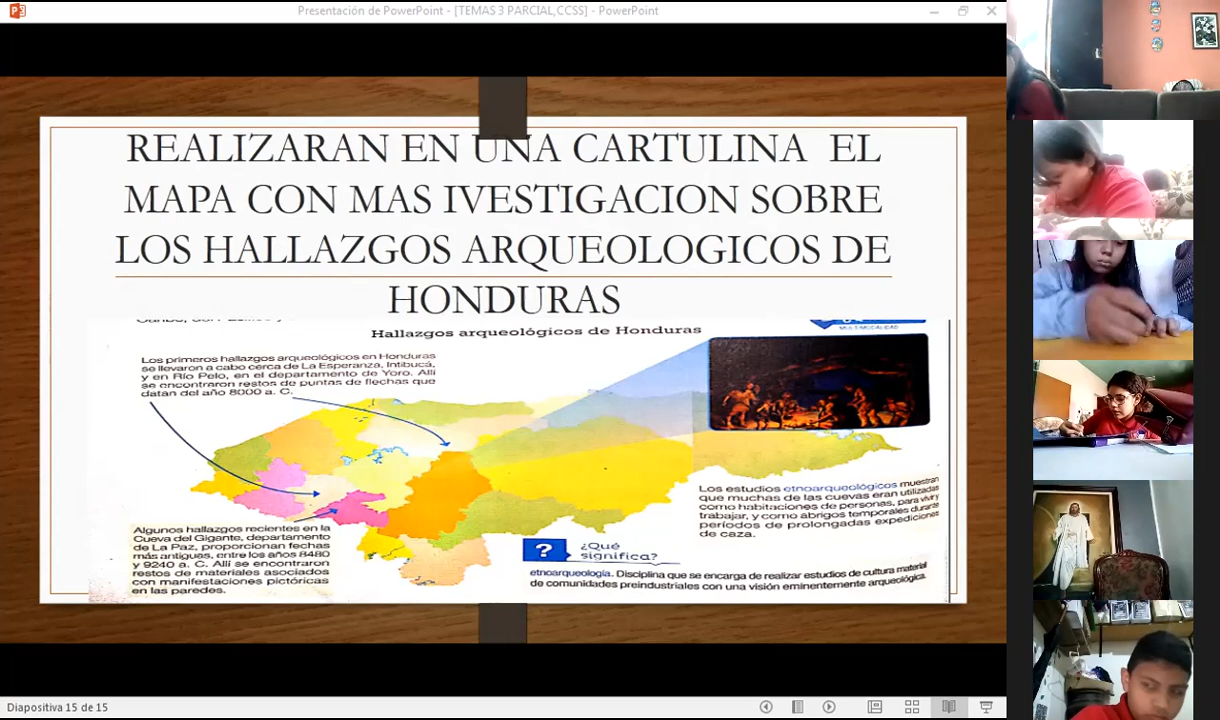 Presentación de PowerPoint - [TEMAS 3 PARCIAL,CCSS] - PowerPoint
REALIZARAN EN UNA CARTULINA EL
MAPA CON MAS IVESTIGACION SOBRE
LOS HALLAZGOS ARQUEOLOGICOS DE
HONDURAS
Hallazgos arqueológicos de Honduras
Los primeros hallazgos arqueológicos en Honduras
se llevaron a cabo cerca de La Esperanza, Intibucá,
y en Río Pelo, en el departamento de Yoro. Allí
se encontraron restos de puntas de flechas que
datan del año 8000 a. C.
Los estudios etnoarqueológicos muestran
que muchas de las cuevas eran utilizadas
como habitaciones de personas, para vivir y
trabajar, y como abrigos temporales durante
períodos de prolongadas expediciones
de caza.
Algunos hallazgos recientes en la
Cueva del Gigante, departamento
de La Paz, proporcionan fechas
más antiguas, entre los años 8480
y 9240 a. C. Allí se encontraron
restos de materiales asociados
con manifestaciones pictóricas
en las paredes.
? ¿Qué
significa?
etnoarqueología. Disciplina que se encarga de realizar estudios de cultura material
de comunidades preindustriales con una visión eminentemente arqueológica.
Diapositiva 15 de 15